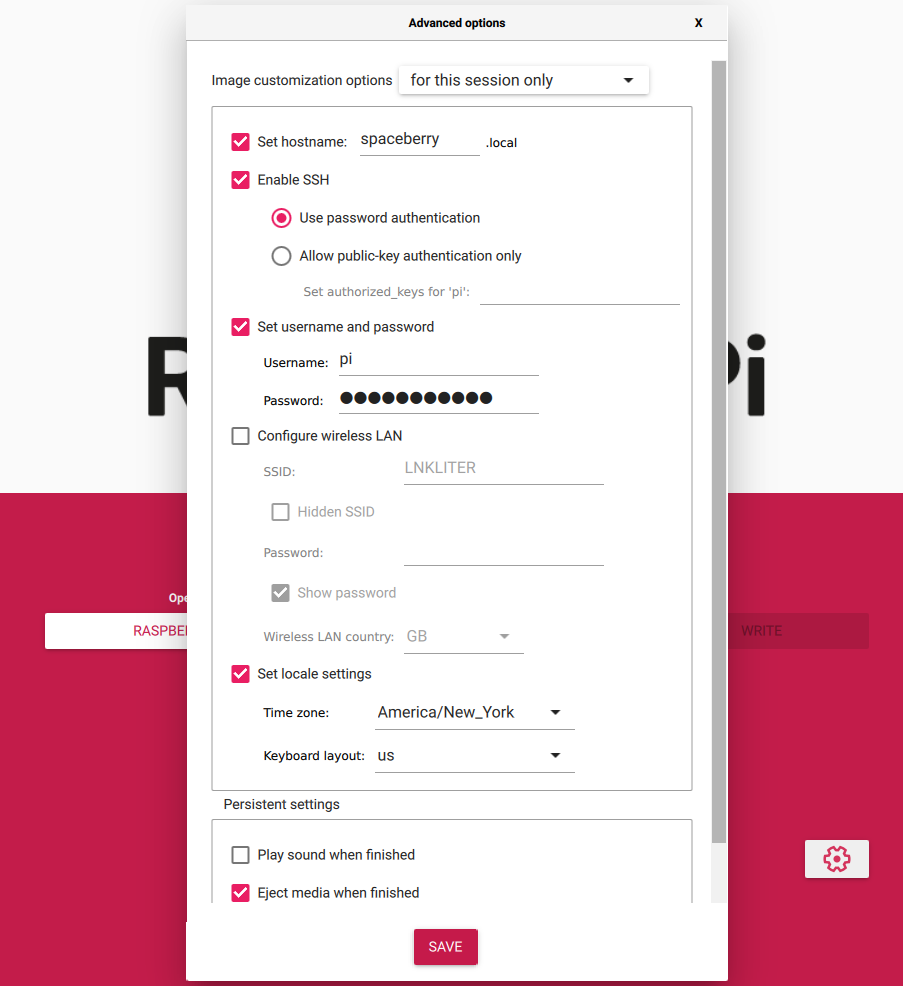 Advanced options X
Image customization options for this session only
Set hostname: spaceberry .local
Enable SSH
Use password authentication
Allow public-key authentication only
Set authorized_keys for 'pi':
Set username and password
Username: pi
Password: ●●●●●●●●●●●
Configure wireless LAN
SSID: LNKLITER
Hidden SSID
Password:
Show password
Wireless LAN country: GB
Set locale settings
Time zone: America/New_York
Keyboard layout: us
Persistent settings
Play sound when finished
Eject media when finished
SAVE
WRITE